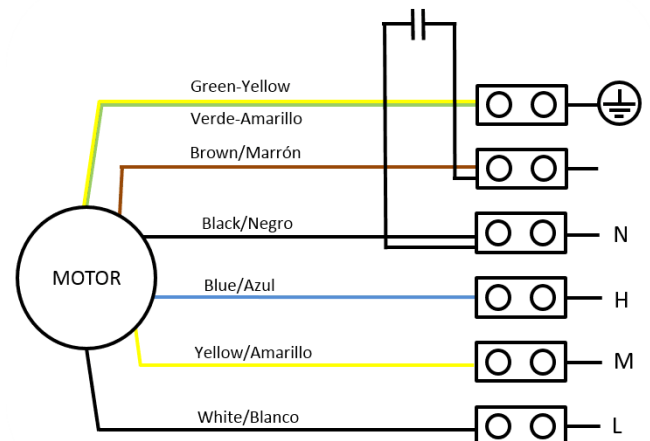 Green-Yellow
Verde-Amarillo
Brown/Marrón
Black/Negro
N
MOTOR
Blue/Azul
H
Yellow/Amarillo
M
White/Blanco
L